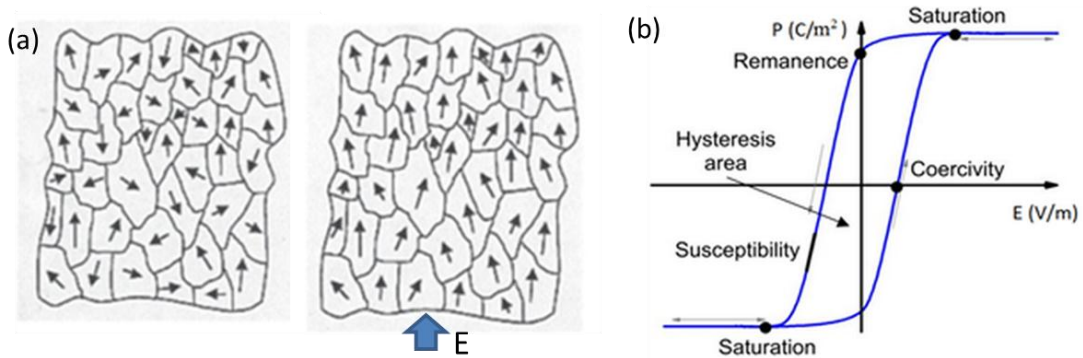 (a)
E
(b)
Saturation
P (C/m²)
Remanence
Hysteresis
area
Coercivity
E (V/m)
Susceptibility
Saturation